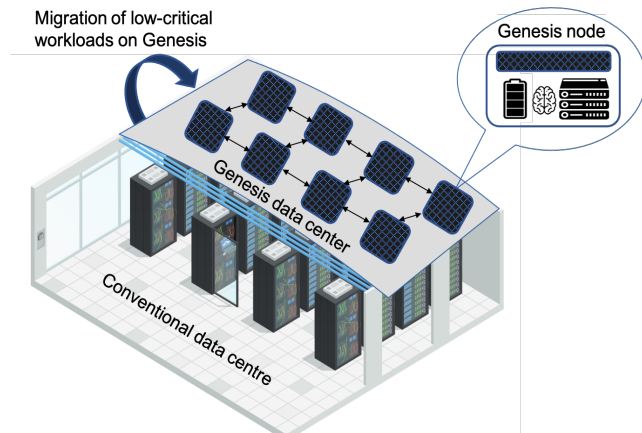 Migration of low-critical
workloads on Genesis
Genesis node
Genesis data center
Conventional data centre